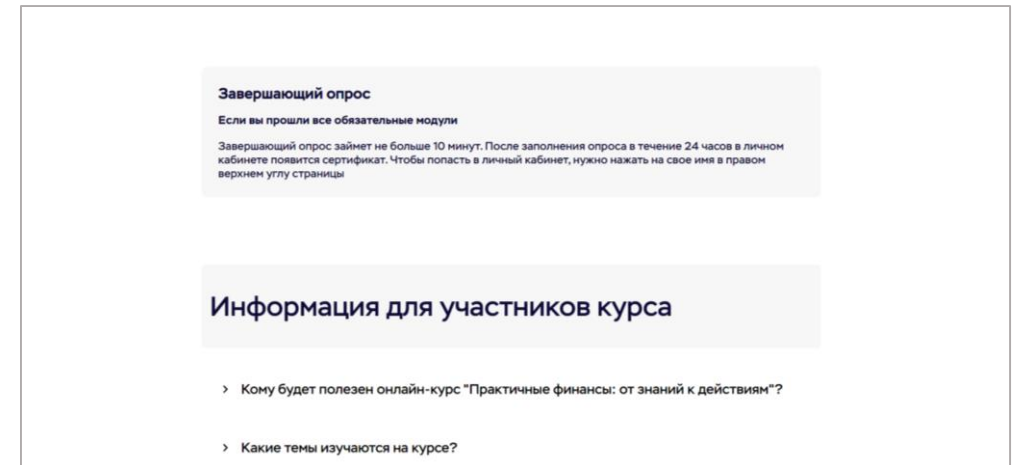 Завершающий опрос
Если вы прошли все обязательные модули
Завершающий опрос займет не больше 10 минут. После заполнения опроса в течение 24 часов в личном
кабинете появится сертификат. Чтобы попасть в личный кабинет, нужно нажать на свое имя в правом
верхнем углу страницы
Информация для участников курса
Кому будет полезен онлайн-курс "Практичные финансы: от знаний к действиям"?
Какие темы изучаются на курсе?